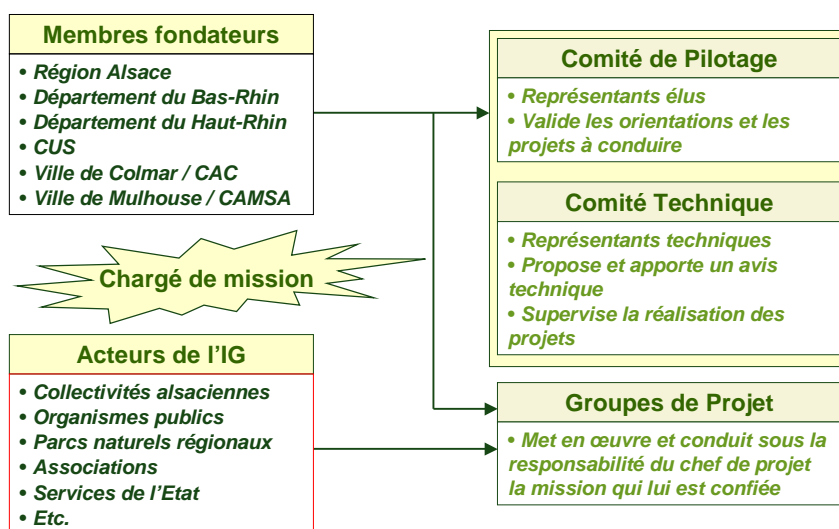 Membres fondateurs
• Région Alsace
• Département du Bas-Rhin
• Département du Haut-Rhin
• CUS
• Ville de Colmar / CAC
• Ville de Mulhouse / CAMSA
Chargé de mission
Acteurs de l’IG
• Collectivités alsaciennes
• Organismes publics
• Parcs naturels régionaux
• Associations
• Services de l’Etat
• Etc.
Comité de Pilotage
• Représentants élus
• Valide les orientations et les
projets à conduire
Comité Technique
• Représentants techniques
• Propose et apporte un avis
technique
• Supervise la réalisation des
projets
Groupes de Projet
• Met en œuvre et conduit sous la
responsabilité du chef de projet
la mission qui lui est confiée